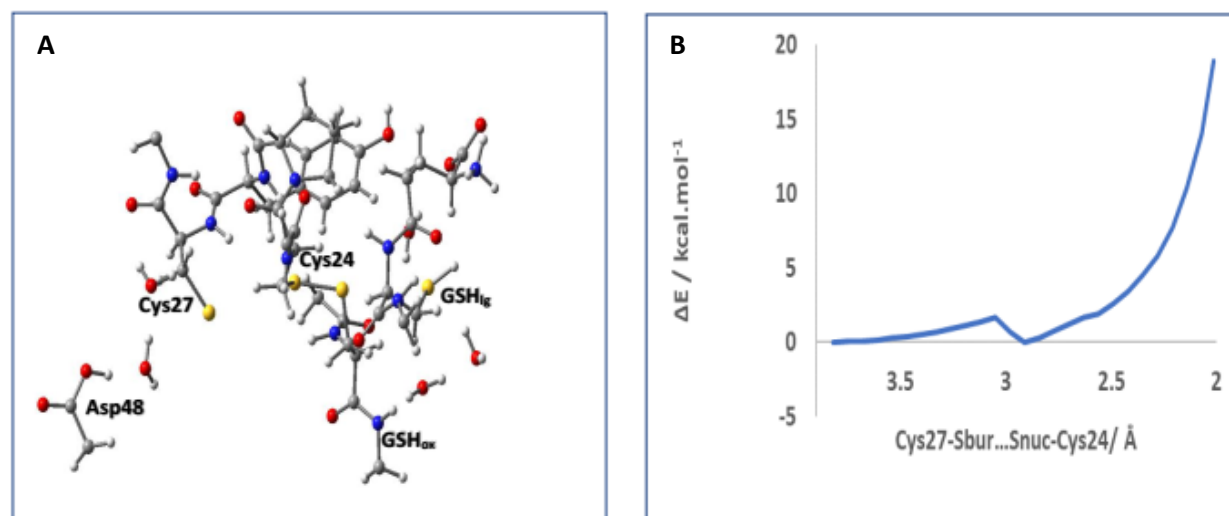 A
Cys24
Cys27
GSHlg
Asp48
GSHox
B
ΔE / kcal.mol-1
20
15
10
5
0
-5
3.5
3
2.5
2
Cys27-Sbur...Snuc-Cys24/ Å